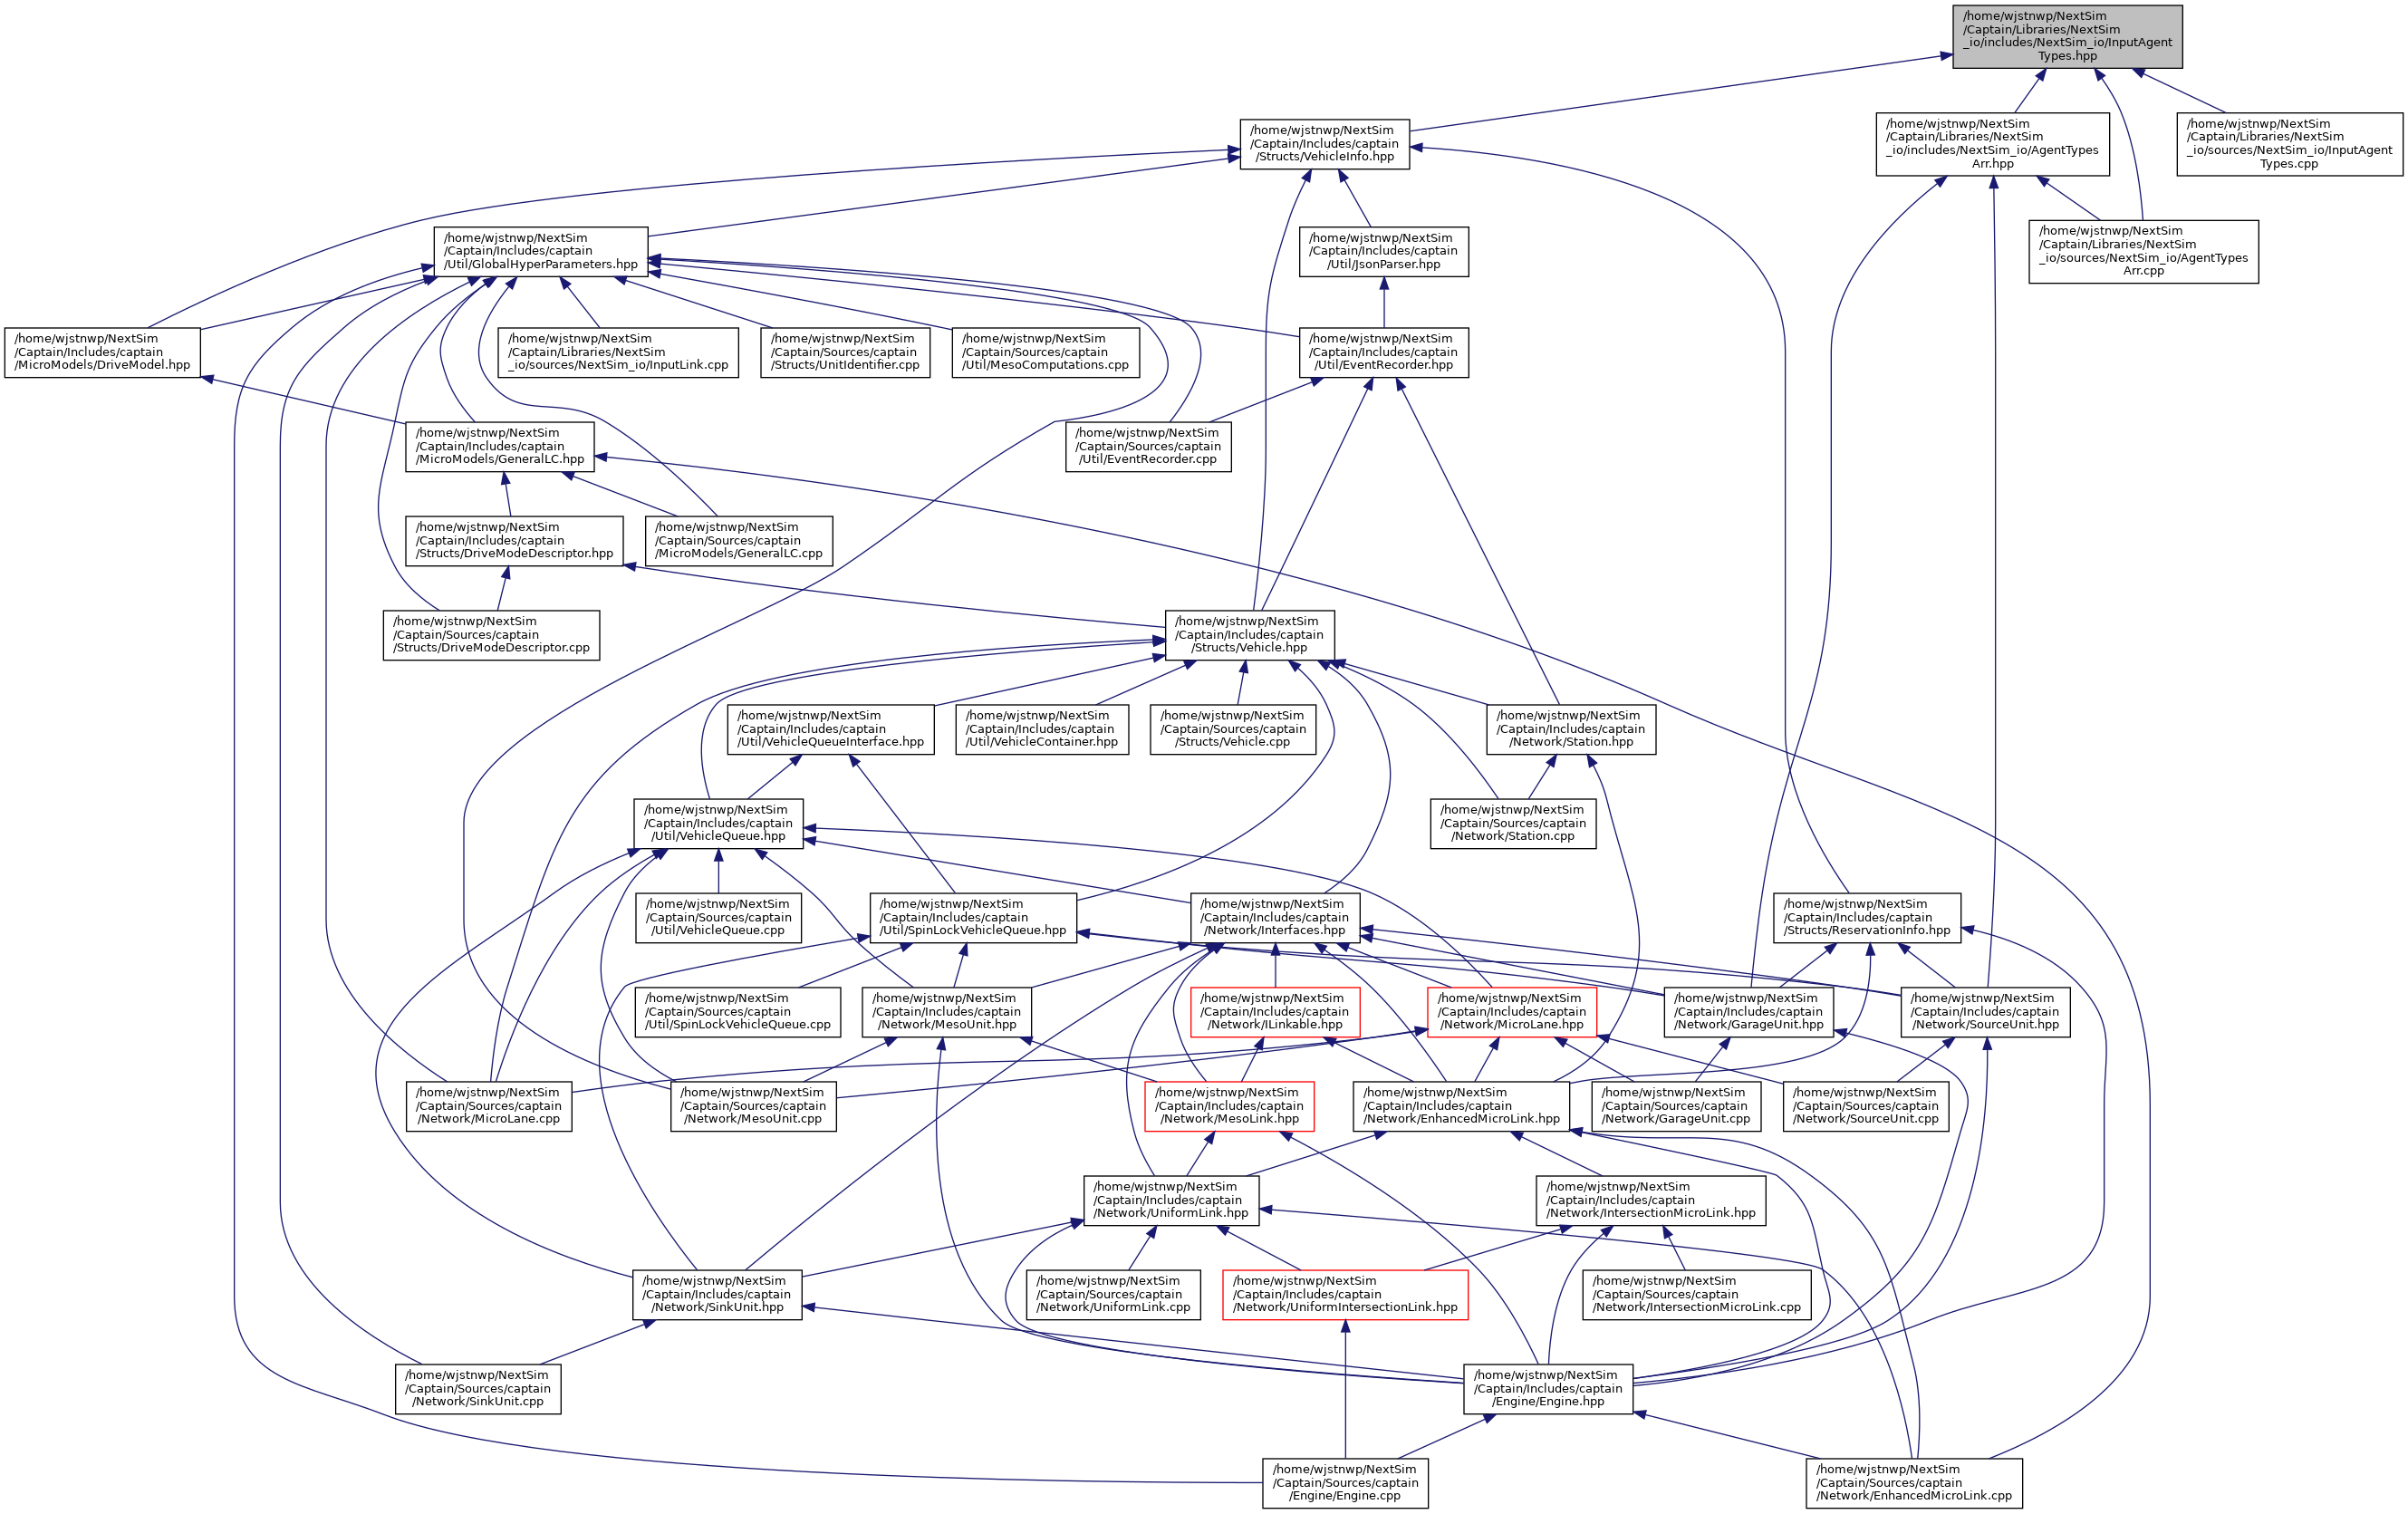 /home/wjstnwp/NextSim
/Captain/Libraries/NextSim
_io/includes/NextSim_io/InputAgent
Types.hpp
/home/wjstnwp/NextSim
/Captain/Includes/captain
/Structs/VehicleInfo.hpp
/home/wjstnwp/NextSim
/Captain/Libraries/NextSim
_io/includes/NextSim_io/AgentTypes
Arr.hpp
/home/wjstnwp/NextSim
/Captain/Libraries/NextSim
_io/sources/NextSim_io/InputAgent
Types.cpp
/home/wjstnwp/NextSim
/Captain/Includes/captain
/Util/GlobalHyperParameters.hpp
/home/wjstnwp/NextSim
/Captain/Includes/captain
/Util/JsonParser.hpp
/home/wjstnwp/NextSim
/Captain/Libraries/NextSim
_io/sources/NextSim_io/AgentTypes
Arr.cpp
/home/wjstnwp/NextSim
/Captain/Includes/captain
/MicroModels/DriveModel.hpp
/home/wjstnwp/NextSim
/Captain/Libraries/NextSim
_io/sources/NextSim_io/InputLink.cpp
/home/wjstnwp/NextSim
/Captain/Sources/captain
/Structs/UnitIdentifier.cpp
/home/wjstnwp/NextSim
/Captain/Sources/captain
/Util/MesoComputations.cpp
/home/wjstnwp/NextSim
/Captain/Includes/captain
/Util/EventRecorder.hpp
/home/wjstnwp/NextSim
/Captain/Includes/captain
/MicroModels/GeneralLC.hpp
/home/wjstnwp/NextSim
/Captain/Sources/captain
/Util/EventRecorder.cpp
/home/wjstnwp/NextSim
/Captain/Includes/captain
/Structs/DriveModeDescriptor.hpp
/home/wjstnwp/NextSim
/Captain/Sources/captain
/MicroModels/GeneralLC.cpp
/home/wjstnwp/NextSim
/Captain/Sources/captain
/Structs/DriveModeDescriptor.cpp
/home/wjstnwp/NextSim
/Captain/Includes/captain
/Structs/Vehicle.hpp
/home/wjstnwp/NextSim
/Captain/Includes/captain
/Util/VehicleQueueInterface.hpp
/home/wjstnwp/NextSim
/Captain/Includes/captain
/Util/VehicleContainer.hpp
/home/wjstnwp/NextSim
/Captain/Sources/captain
/Structs/Vehicle.cpp
/home/wjstnwp/NextSim
/Captain/Includes/captain
/Network/Station.hpp
/home/wjstnwp/NextSim
/Captain/Includes/captain
/Util/VehicleQueue.hpp
/home/wjstnwp/NextSim
/Captain/Sources/captain
/Network/Station.cpp
/home/wjstnwp/NextSim
/Captain/Sources/captain
/Util/VehicleQueue.cpp
/home/wjstnwp/NextSim
/Captain/Includes/captain
/Util/SpinLockVehicleQueue.hpp
/home/wjstnwp/NextSim
/Captain/Includes/captain
/Network/Interfaces.hpp
/home/wjstnwp/NextSim
/Captain/Includes/captain
/Structs/ReservationInfo.hpp
/home/wjstnwp/NextSim
/Captain/Sources/captain
/Util/SpinLockVehicleQueue.cpp
/home/wjstnwp/NextSim
/Captain/Includes/captain
/Network/MesoUnit.hpp
/home/wjstnwp/NextSim
/Captain/Includes/captain
/Network/ILinkable.hpp
/home/wjstnwp/NextSim
/Captain/Includes/captain
/Network/MicroLane.hpp
/home/wjstnwp/NextSim
/Captain/Includes/captain
/Network/GarageUnit.hpp
/home/wjstnwp/NextSim
/Captain/Includes/captain
/Network/SourceUnit.hpp
/home/wjstnwp/NextSim
/Captain/Sources/captain
/Network/MicroLane.cpp
/home/wjstnwp/NextSim
/Captain/Sources/captain
/Network/MesoUnit.cpp
/home/wjstnwp/NextSim
/Captain/Includes/captain
/Network/MesoLink.hpp
/home/wjstnwp/NextSim
/Captain/Includes/captain
/Network/EnhancedMicroLink.hpp
/home/wjstnwp/NextSim
/Captain/Sources/captain
/Network/GarageUnit.cpp
/home/wjstnwp/NextSim
/Captain/Sources/captain
/Network/SourceUnit.cpp
/home/wjstnwp/NextSim
/Captain/Includes/captain
/Network/UniformLink.hpp
/home/wjstnwp/NextSim
/Captain/Includes/captain
/Network/IntersectionMicroLink.hpp
/home/wjstnwp/NextSim
/Captain/Includes/captain
/Network/SinkUnit.hpp
/home/wjstnwp/NextSim
/Captain/Sources/captain
/Network/UniformLink.cpp
/home/wjstnwp/NextSim
/Captain/Includes/captain
/Network/UniformIntersectionLink.hpp
/home/wjstnwp/NextSim
/Captain/Sources/captain
/Network/IntersectionMicroLink.cpp
/home/wjstnwp/NextSim
/Captain/Sources/captain
/Network/SinkUnit.cpp
/home/wjstnwp/NextSim
/Captain/Includes/captain
/Engine/Engine.hpp
/home/wjstnwp/NextSim
/Captain/Sources/captain
/Engine/Engine.cpp
/home/wjstnwp/NextSim
/Captain/Sources/captain
/Network/EnhancedMicroLink.cpp